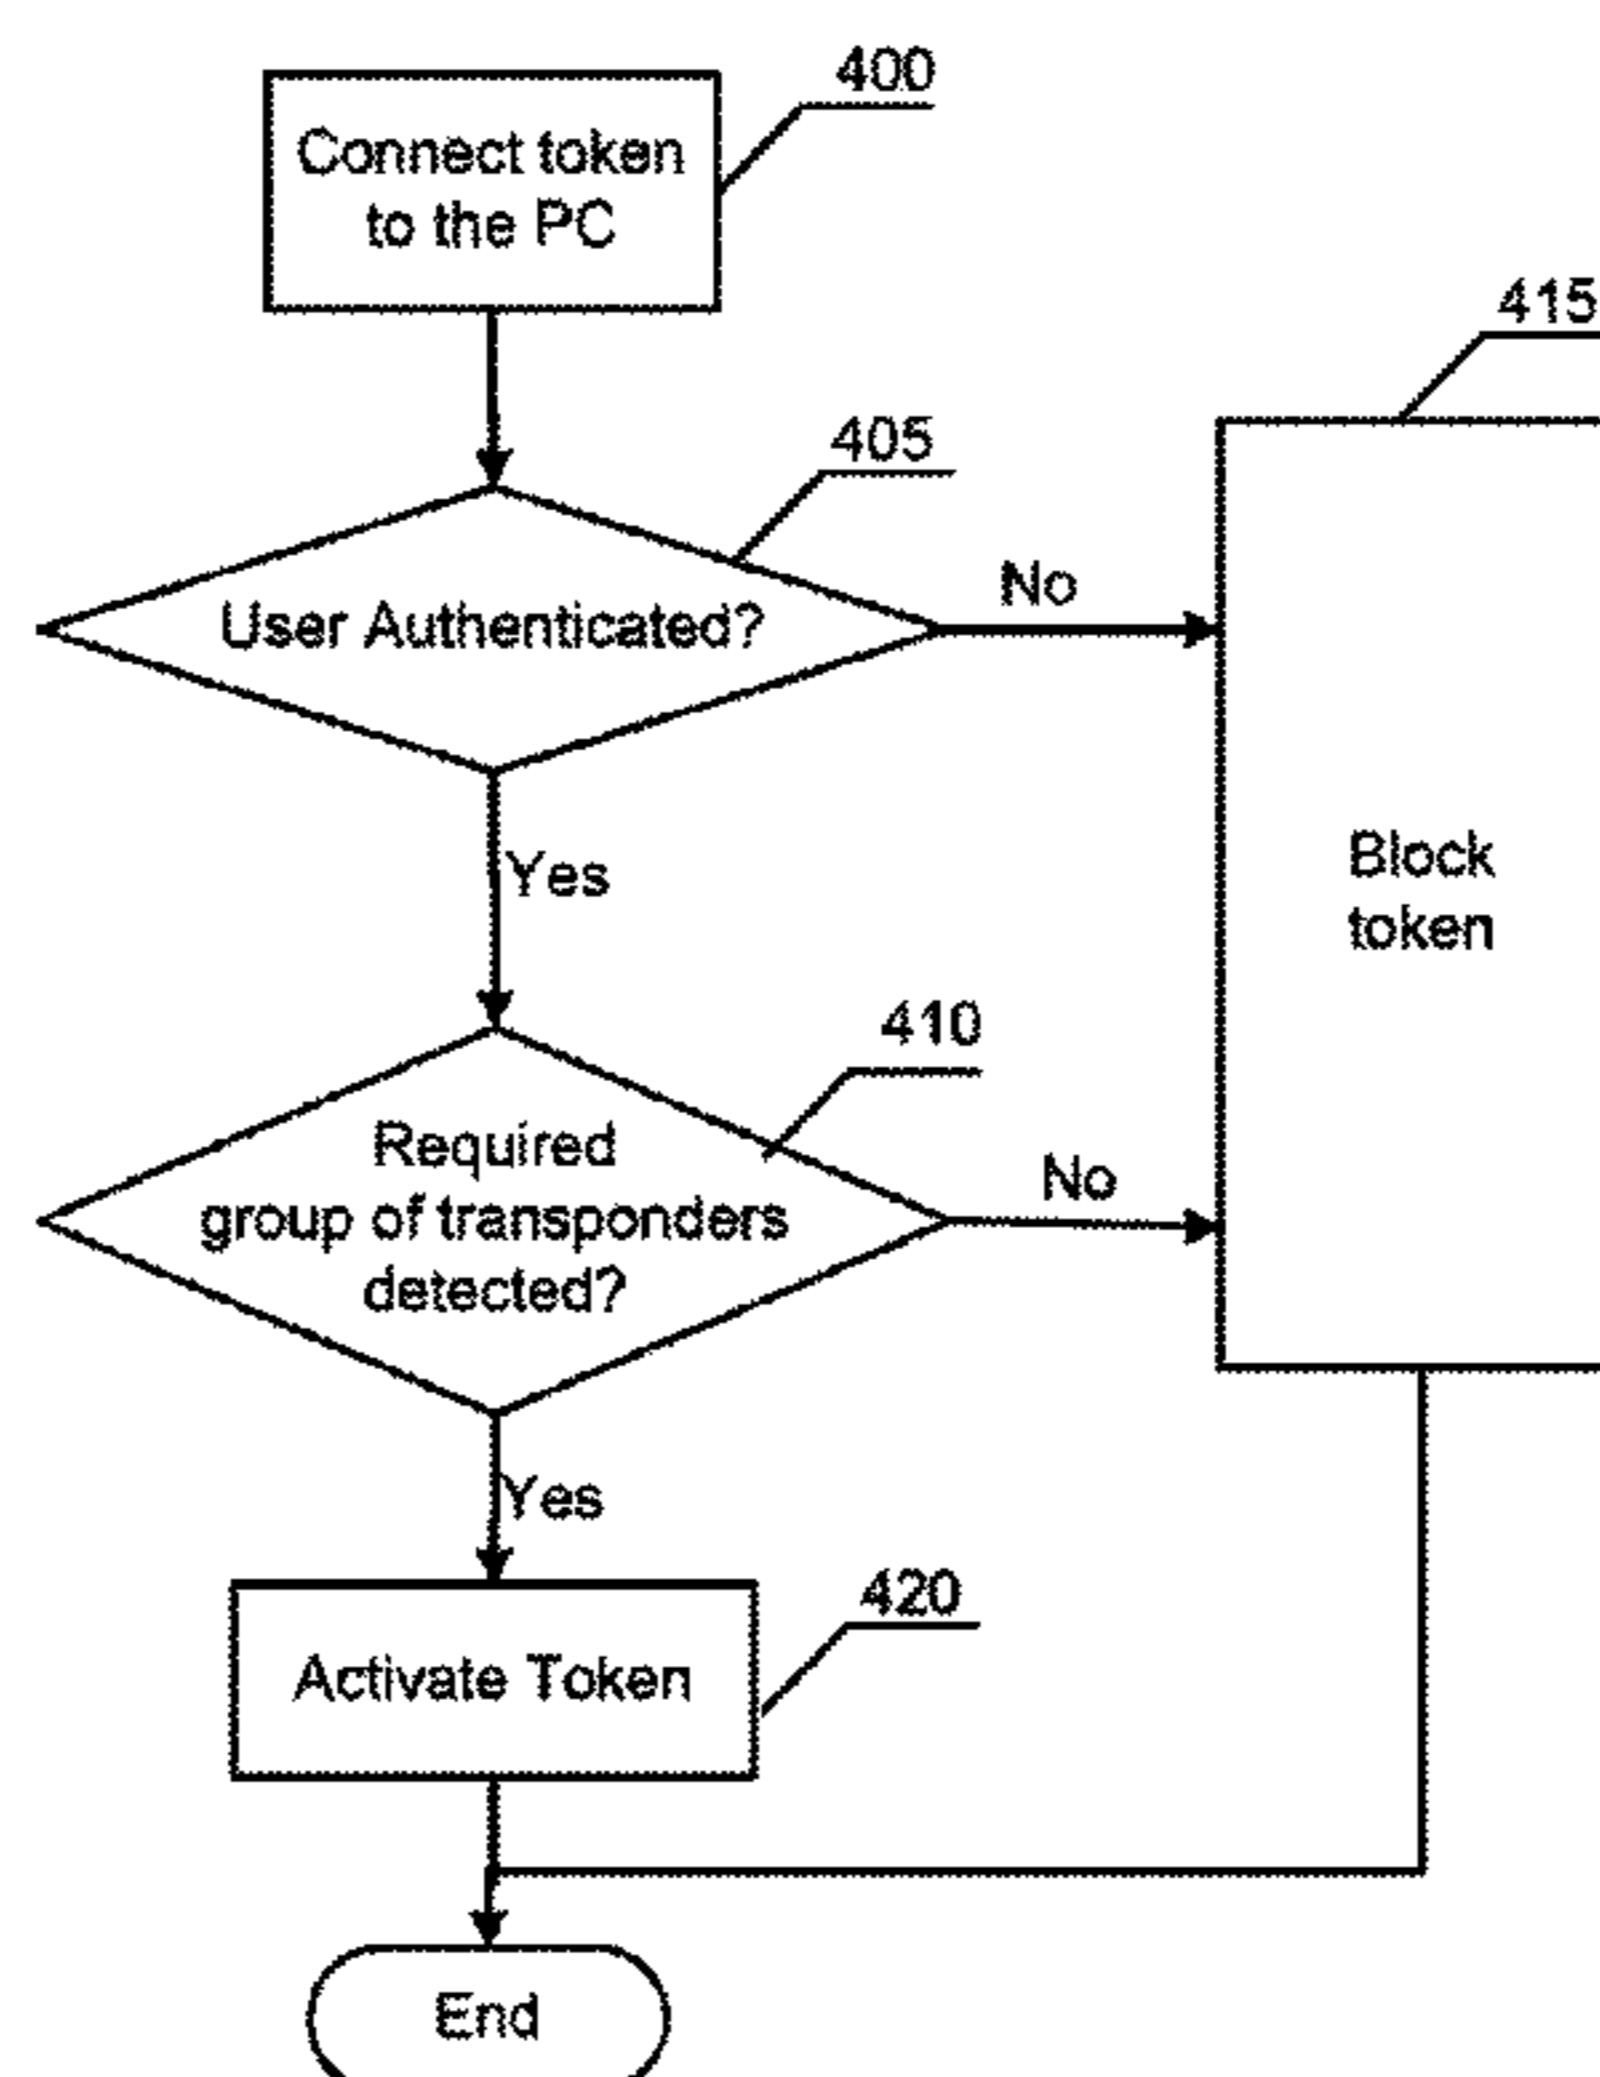 400
Connect token
to the PC
415
405
User Authenticated?
No
Yes
Block
token
410
Required
group of transponders
detected?
No
Yes
420
Activate Token
End